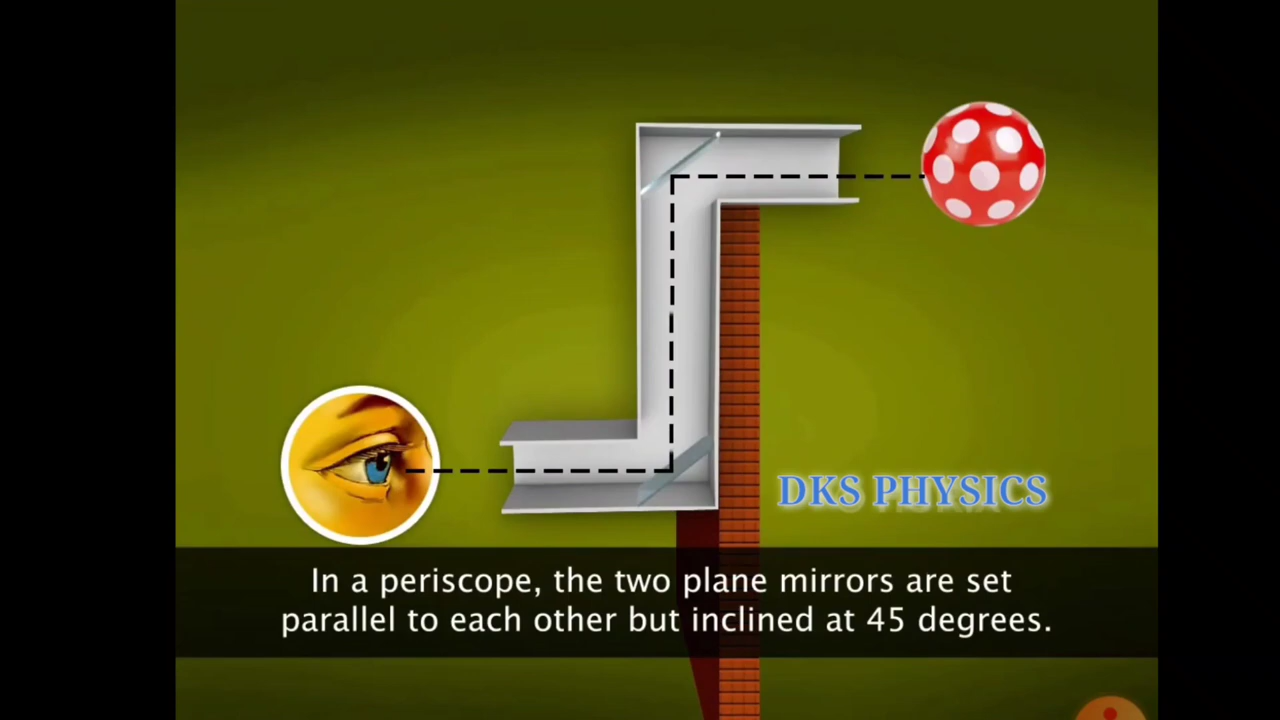 DKS PHYSICS
In a periscope, the two plane mirrors are set
parallel to each other but inclined at 45 degrees.